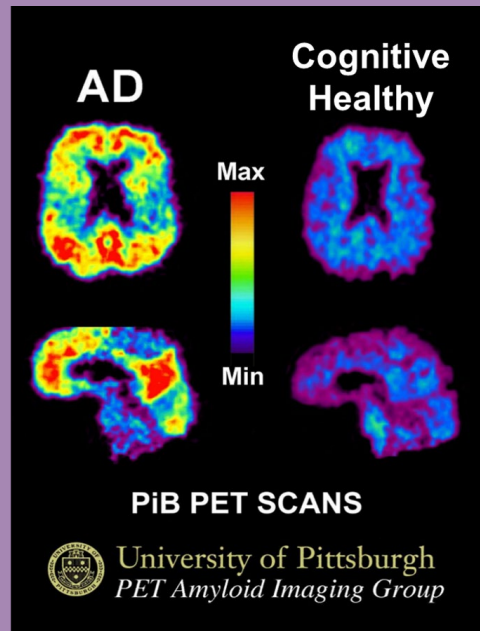 AD
Cognitive
Healthy
Max
Min
PiB PET SCANS
University of Pittsburgh
PET Amyloid Imaging Group